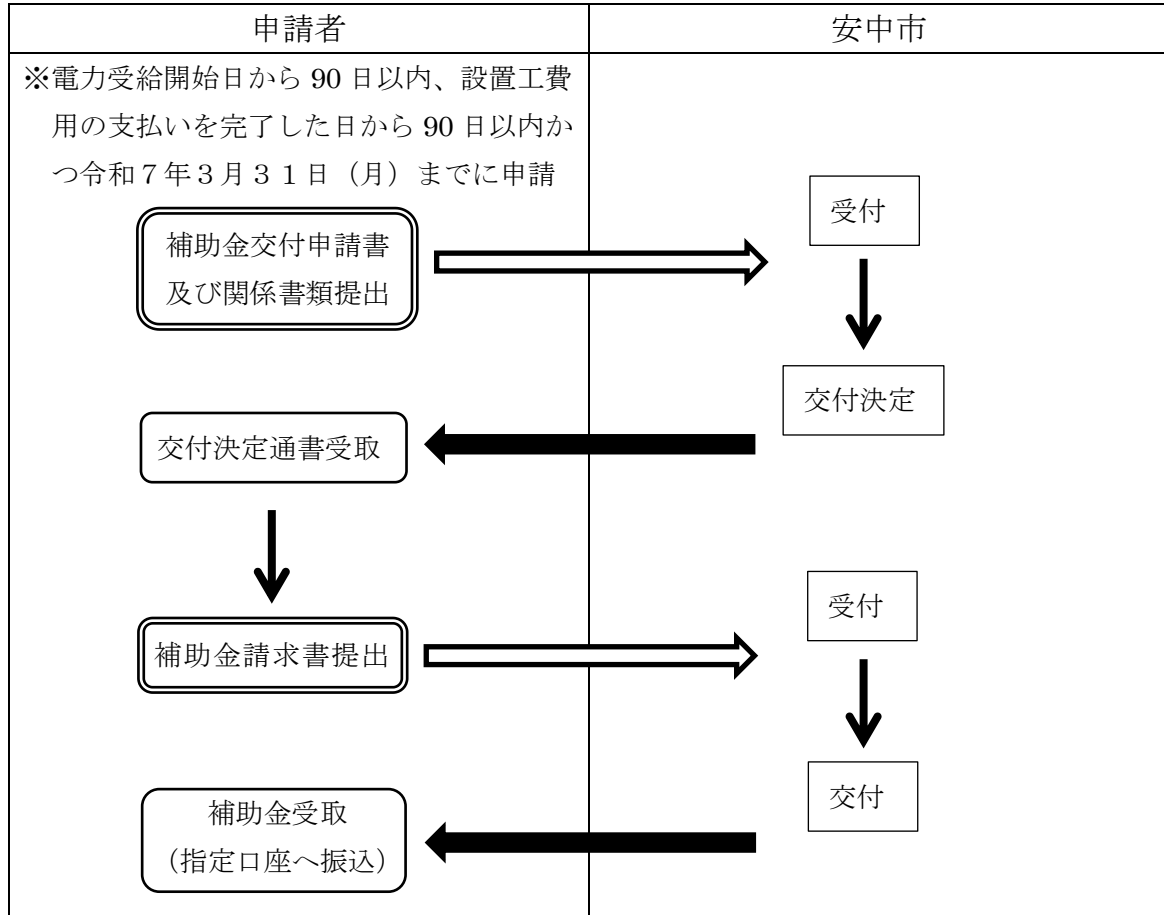 申請者
安中市
※電力受給開始日から 90 日以内、設置工費
用の支払いを完了した日から 90 日以内か
つ令和７年３月３１日（月）までに申請
補助金交付申請書
及び関係書類提出
受付
交付決定
交付決定通書受取
補助金請求書提出
受付
交付
補助金受取
（指定口座へ振込）